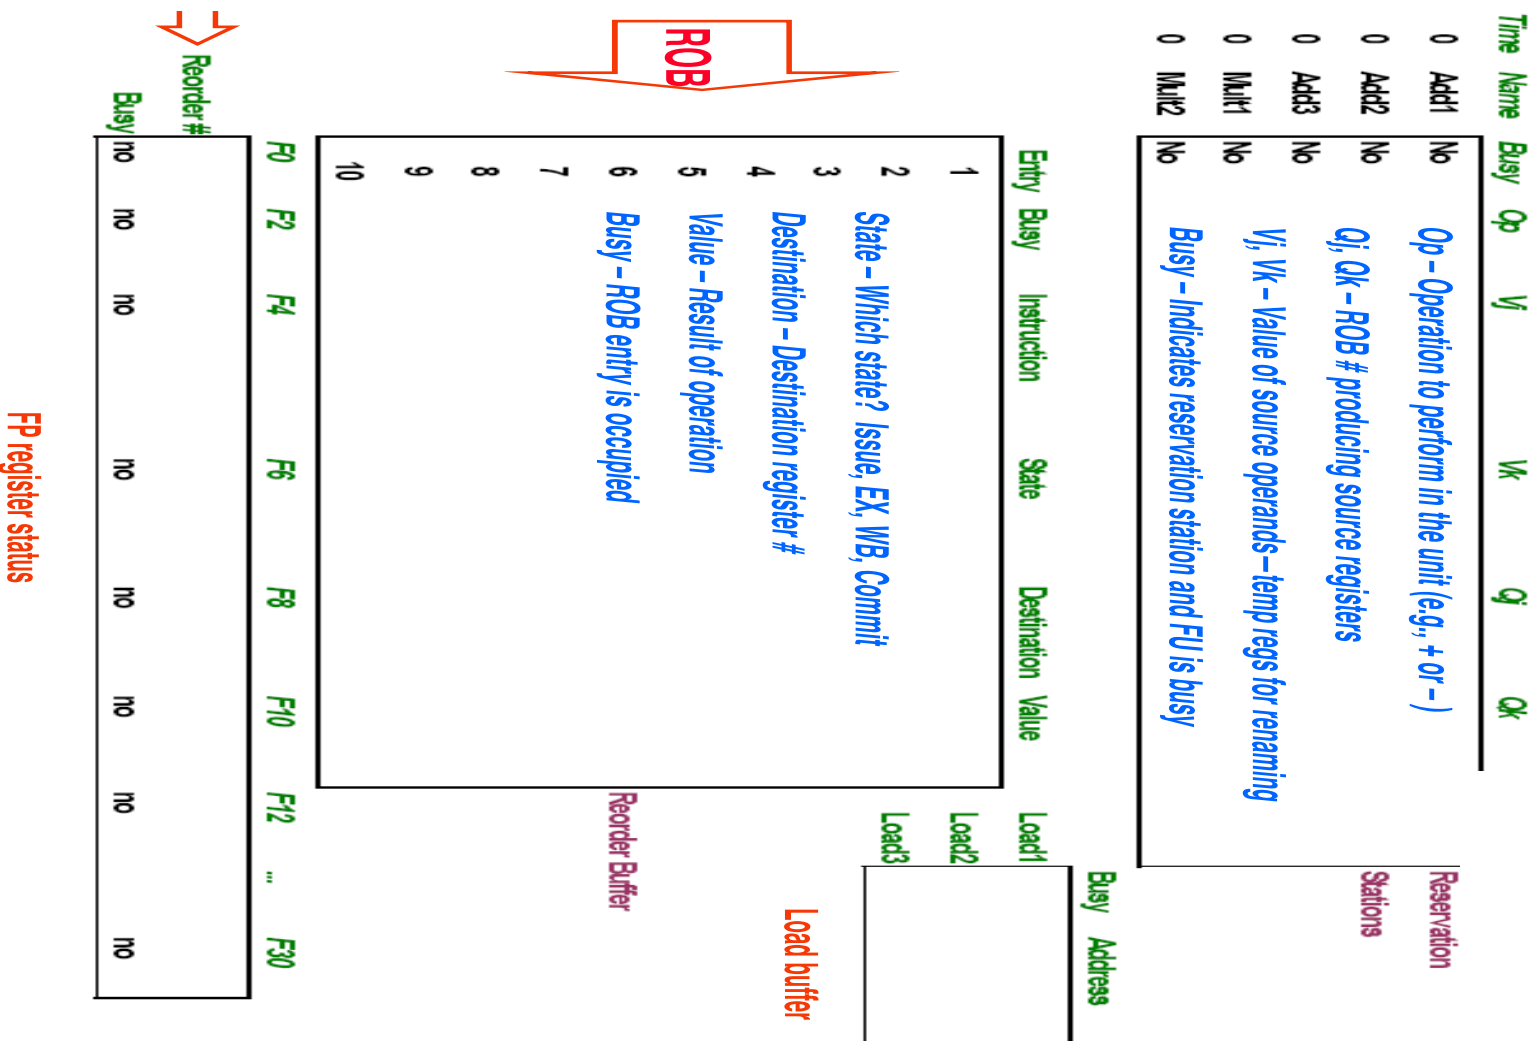 Time Name Busy Op Vj Vk Qj Qk
0 Add1 No
0 Add2 No
0 Add3 No
0 Mult1 No
0 Mult2 No
Op – Operation to perform in the unit (e.g., + or – )
Qj, Qk – ROB # producing source registers
Vj, Vk – Value of source operands – temp regs for renaming
Busy – Indicates reservation station and FU is busy
Reservation
Stations
Busy Address
Load1
Load2
Load3
Load buffer
ROB
Entry Busy Instruction State Destination Value
1
2
3
4
5
6
7
8
9
10
State – Which state? Issue, EX, WB, Commit
Destination – Destination register #
Value – Result of operation
Busy – ROB entry is occupied
Reorder Buffer
F0 F2 F4 F6 F8 F10 F12 ... F30
Reorder #
Busy no no no no no no no no
FP register status